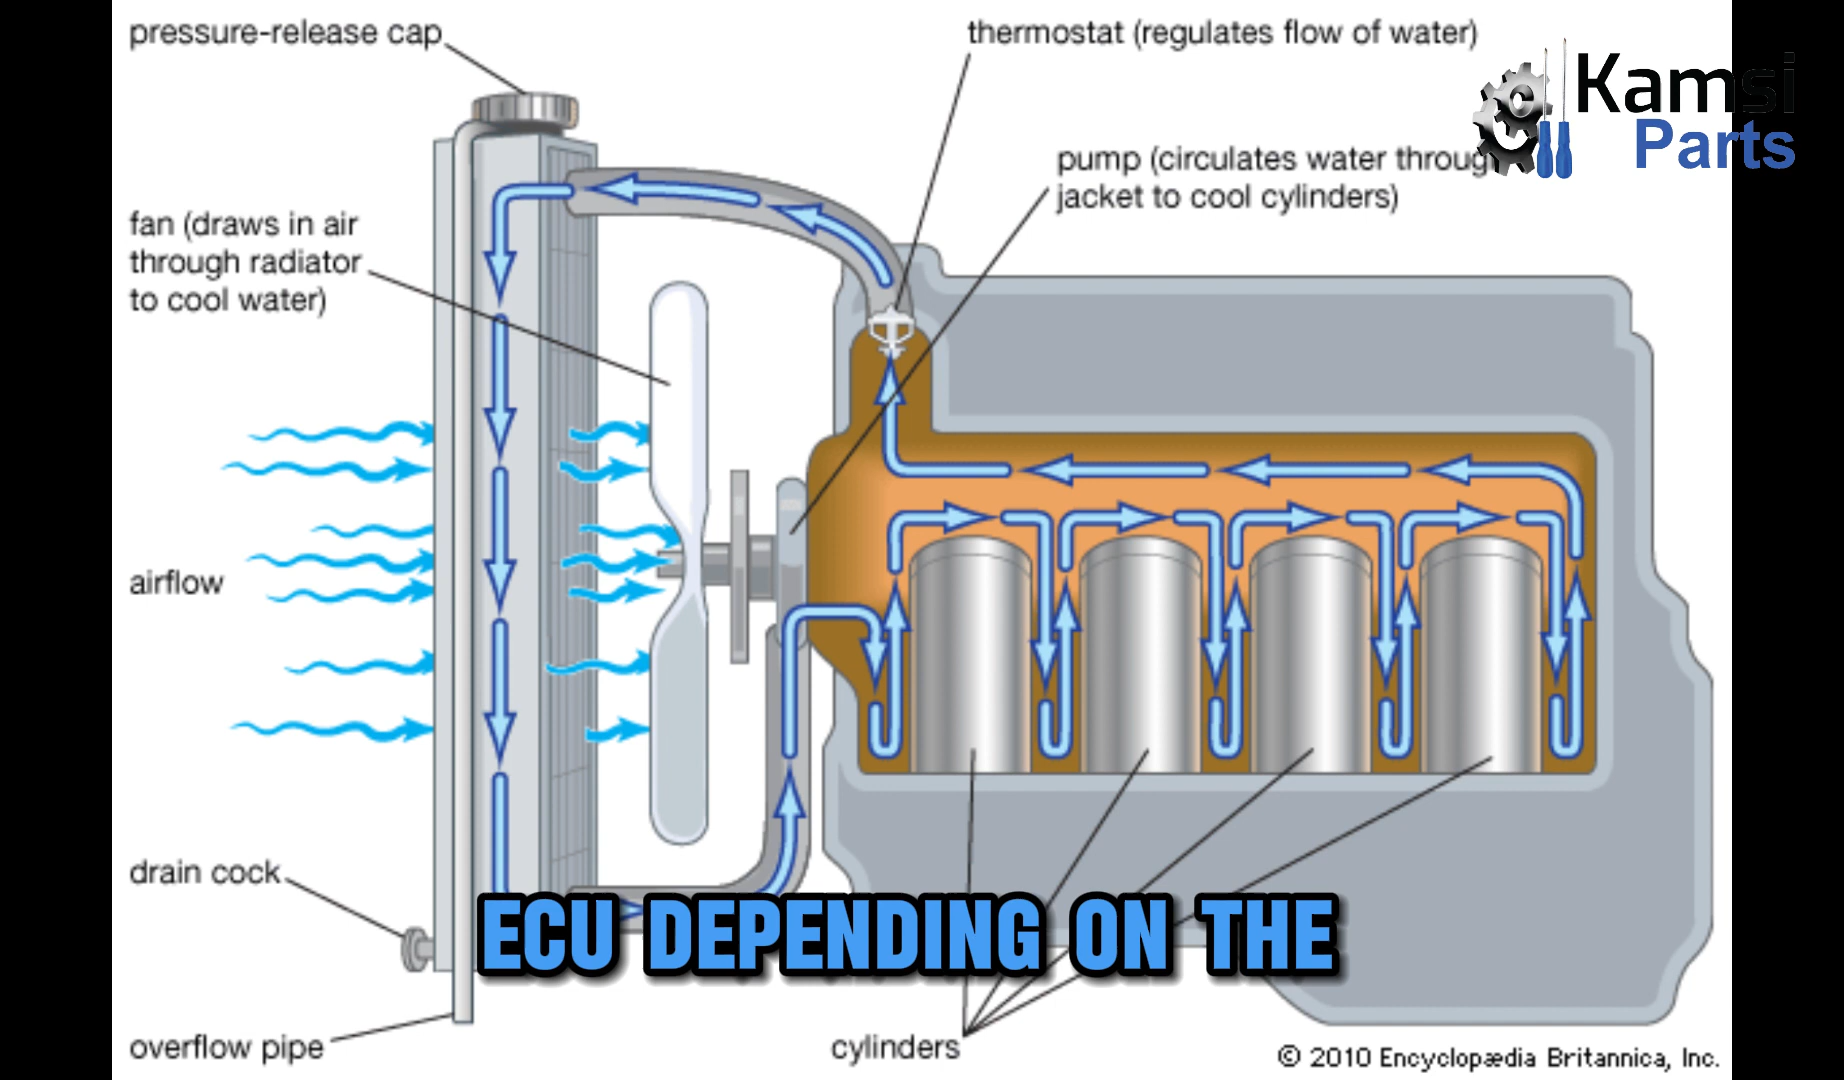 pressure-release cap
thermostat (regulates flow of water)
Kamsi
Parts
pump (circulates water throug
jacket to cool cylinders)
fan (draws in air
through radiator
to cool water)
airflow
drain cock
ECU DEPENDING ON THE
overflow pipe
cylinders
© 2010 Encyclopædia Britannica, Inc.